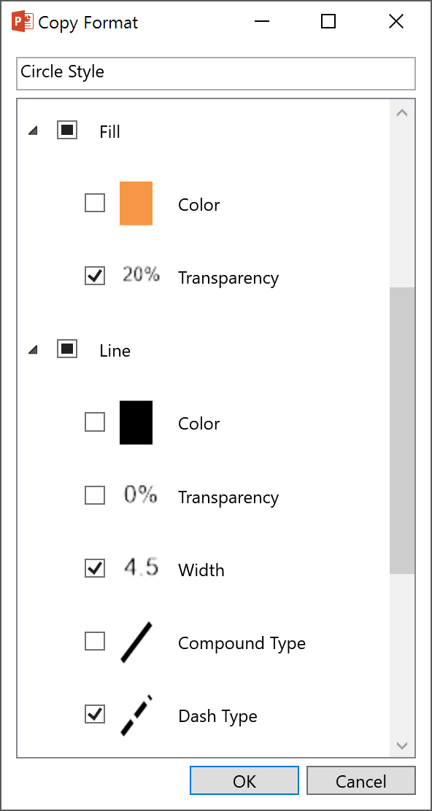 Copy Format
Circle Style
Fill
Color
20% Transparency
Line
Color
0% Transparency
4.5 Width
Compound Type
Dash Type
OK Cancel